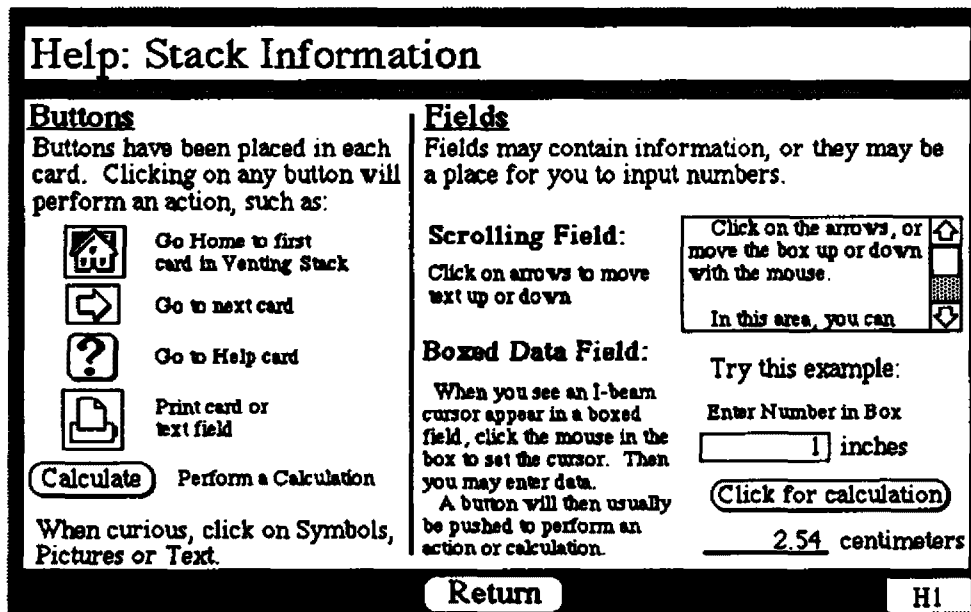 Help: Stack Information
Buttons
Buttons have been placed in each
card. Clicking on any button will
perform an action, such as:
Go Home to first
card in Venting Stack
Go to next card
?
Go to Help card
Print card or
text field
Calculate
Perform a Calculation
When curious, click on Symbols,
Pictures or Text.
Fields
Fields may contain information, or they may be
a place for you to input numbers.
Scrolling Field:
Click on arrows to move
text up or down
Click on the arrows, or
move the box up or down
with the mouse.
In this area, you can
Boxed Data Field:
When you see an I-beam
cursor appear in a boxed
field, click the mouse in the
box to set the cursor. Then
you may enter data.
A button will then usually
be pushed to perform an
action or calculation.
Try this example:
Enter Number in Box
1 inches
Click for calculation
2.54 centimeters
Return
H1